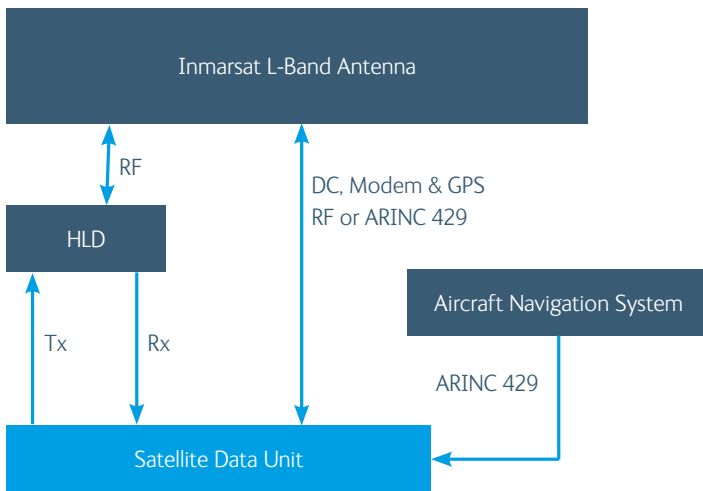 Inmarsat L-Band Antenna
RF
DC, Modem & GPS
RF or ARINC 429
HLD
Aircraft Navigation System
Tx
Rx
ARINC 429
Satellite Data Unit